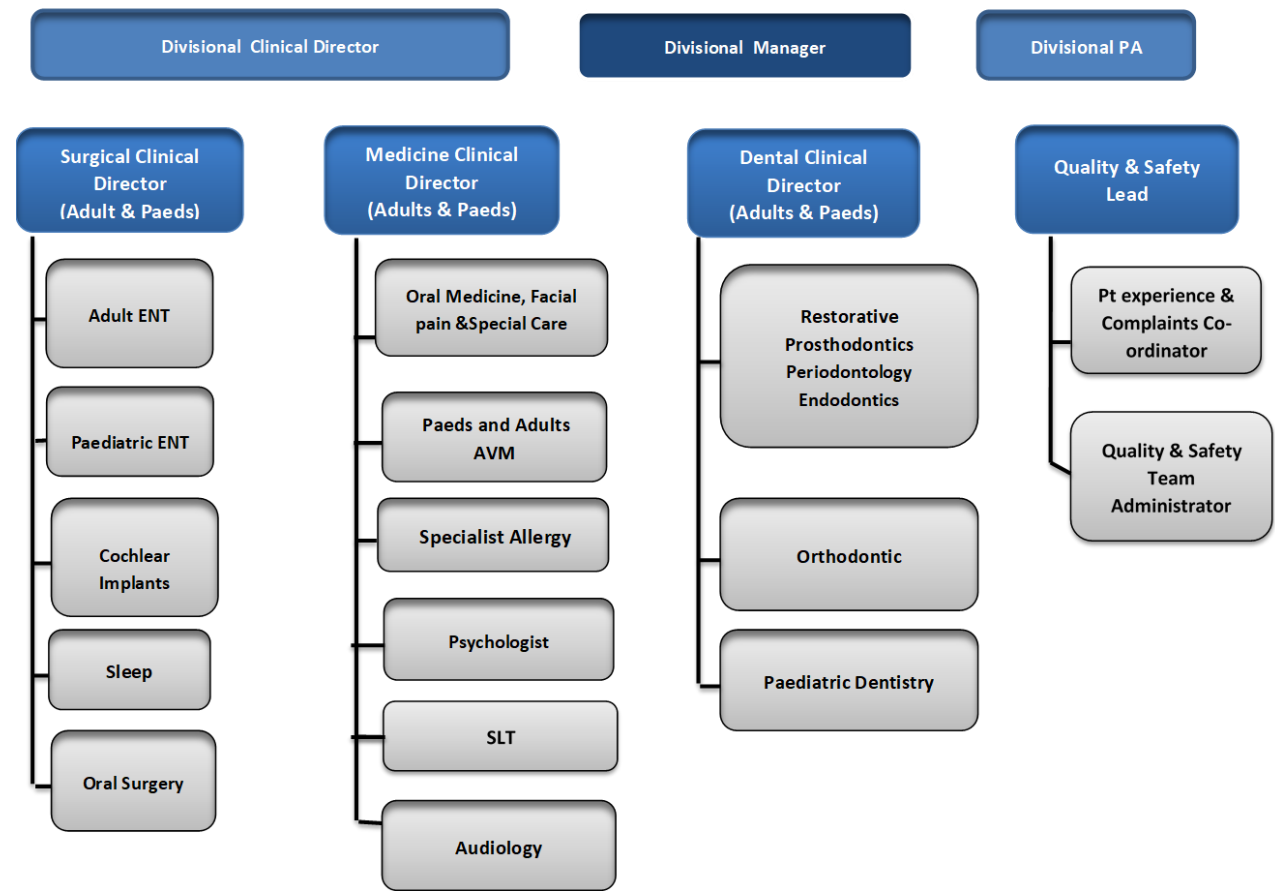 Divisional Clinical Director
Divisional Manager
Divisional PA
Surgical Clinical
Director
(Adult & Paeds)
Adult ENT
Paediatric ENT
Cochlear
Implants
Sleep
Oral Surgery
Medicine Clinical
Director
(Adults & Paeds)
Oral Medicine, Facial
pain &Special Care
Paeds and Adults
AVM
Specialist Allergy
Psychologist
SLT
Audiology
Dental Clinical
Director
(Adults & Paeds)
Restorative
Prosthodontics
Periodontology
Endodontics
Orthodontic
Paediatric Dentistry
Quality & Safety
Lead
Pt experience &
Complaints Co-
ordinator
Quality & Safety
Team
Administrator